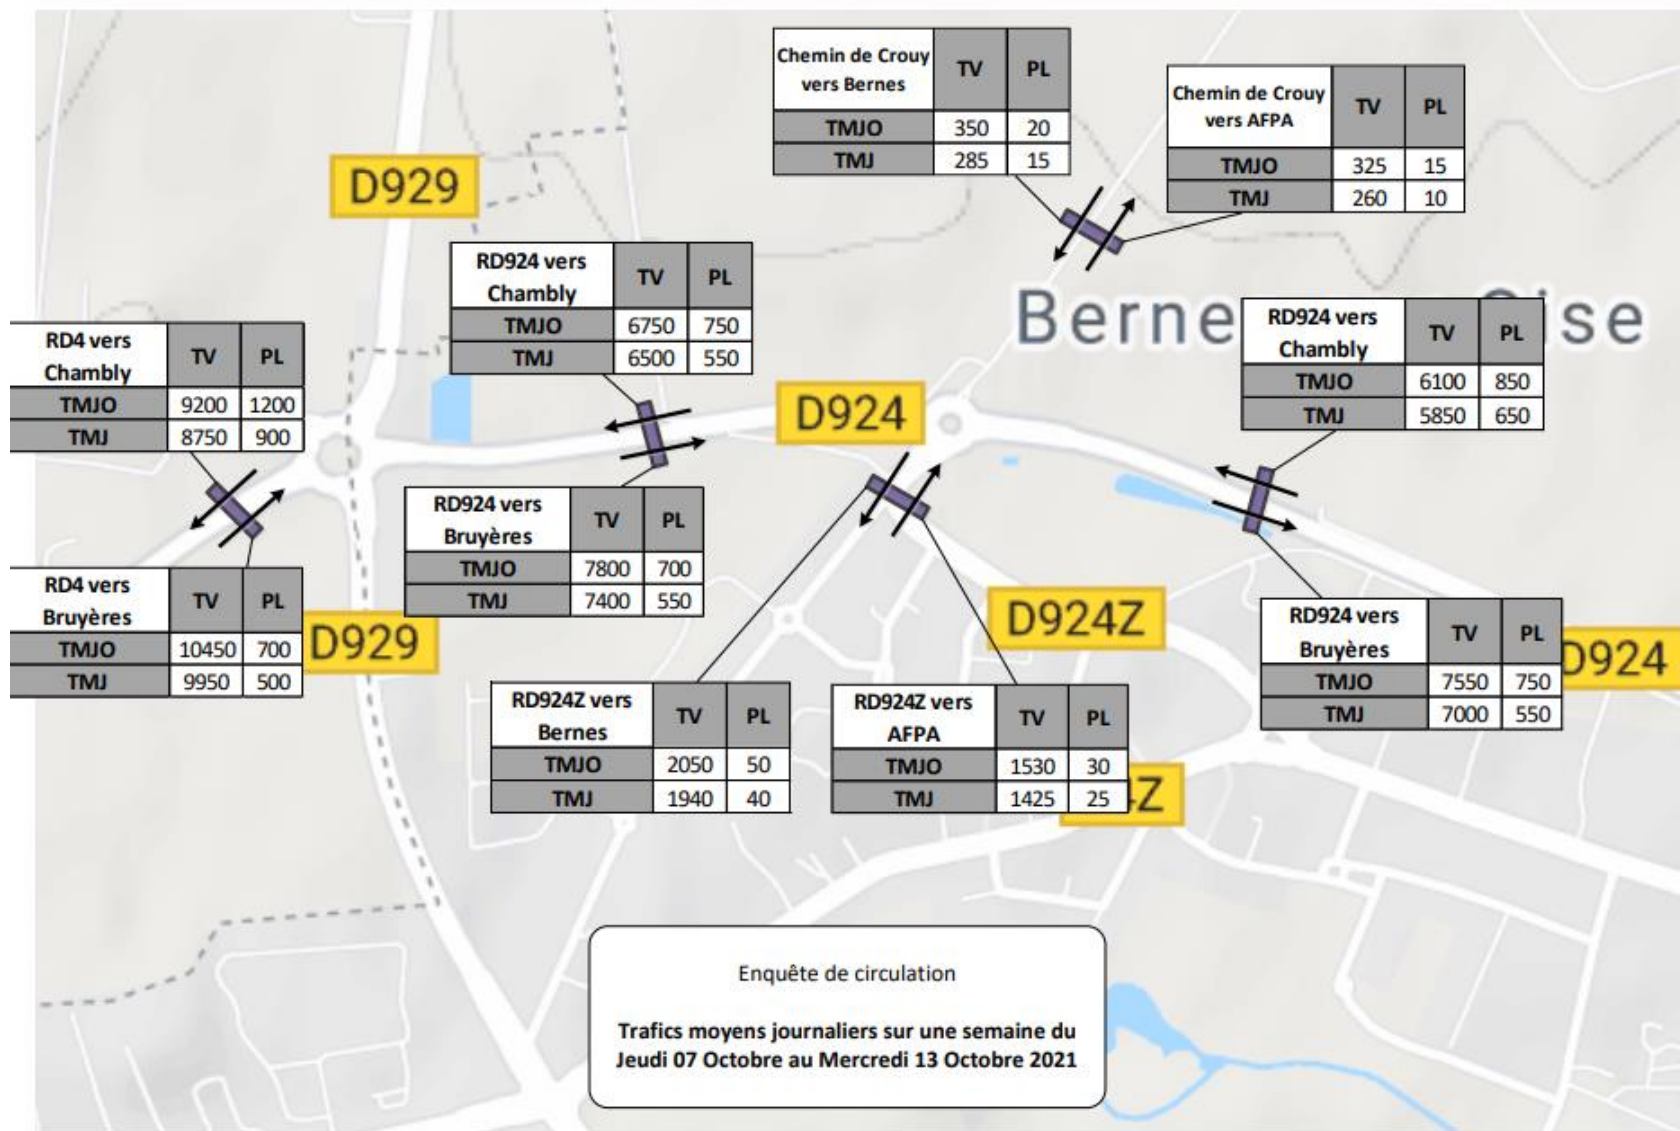 Chemin de Crouy
vers Bernes
TV
PL
TMJO
350
20
TMJ
285
15
Chemin de Crouy
vers AFPA
TV
PL
TMJO
325
15
TMJ
260
10
D929
RD924 vers
Chambly
TV
PL
TMJO
6750
750
TMJ
6500
550
Berne
ise
RD924 vers
Chambly
TV
PL
TMJO
6100
850
TMJ
5850
650
RD4 vers
Chambly
TV
PL
TMJO
9200
1200
TMJ
8750
900
D924
RD924 vers
Bruyères
TV
PL
TMJO
7800
700
TMJ
7400
550
RD4 vers
Bruyères
TV
PL
TMJO
10450
700
TMJ
9950
500
D929
D924Z
RD924 vers
Bruyères
TV
PL
TMJO
7550
750
TMJ
7000
550
D924
RD924Z vers
Bernes
TV
PL
TMJO
2050
50
TMJ
1940
40
RD924Z vers
AFPA
TV
PL
TMJO
1530
30
TMJ
1425
25
Z
Enquête de circulation
Trafics moyens journaliers sur une semaine du
Jeudi 07 Octobre au Mercredi 13 Octobre 2021